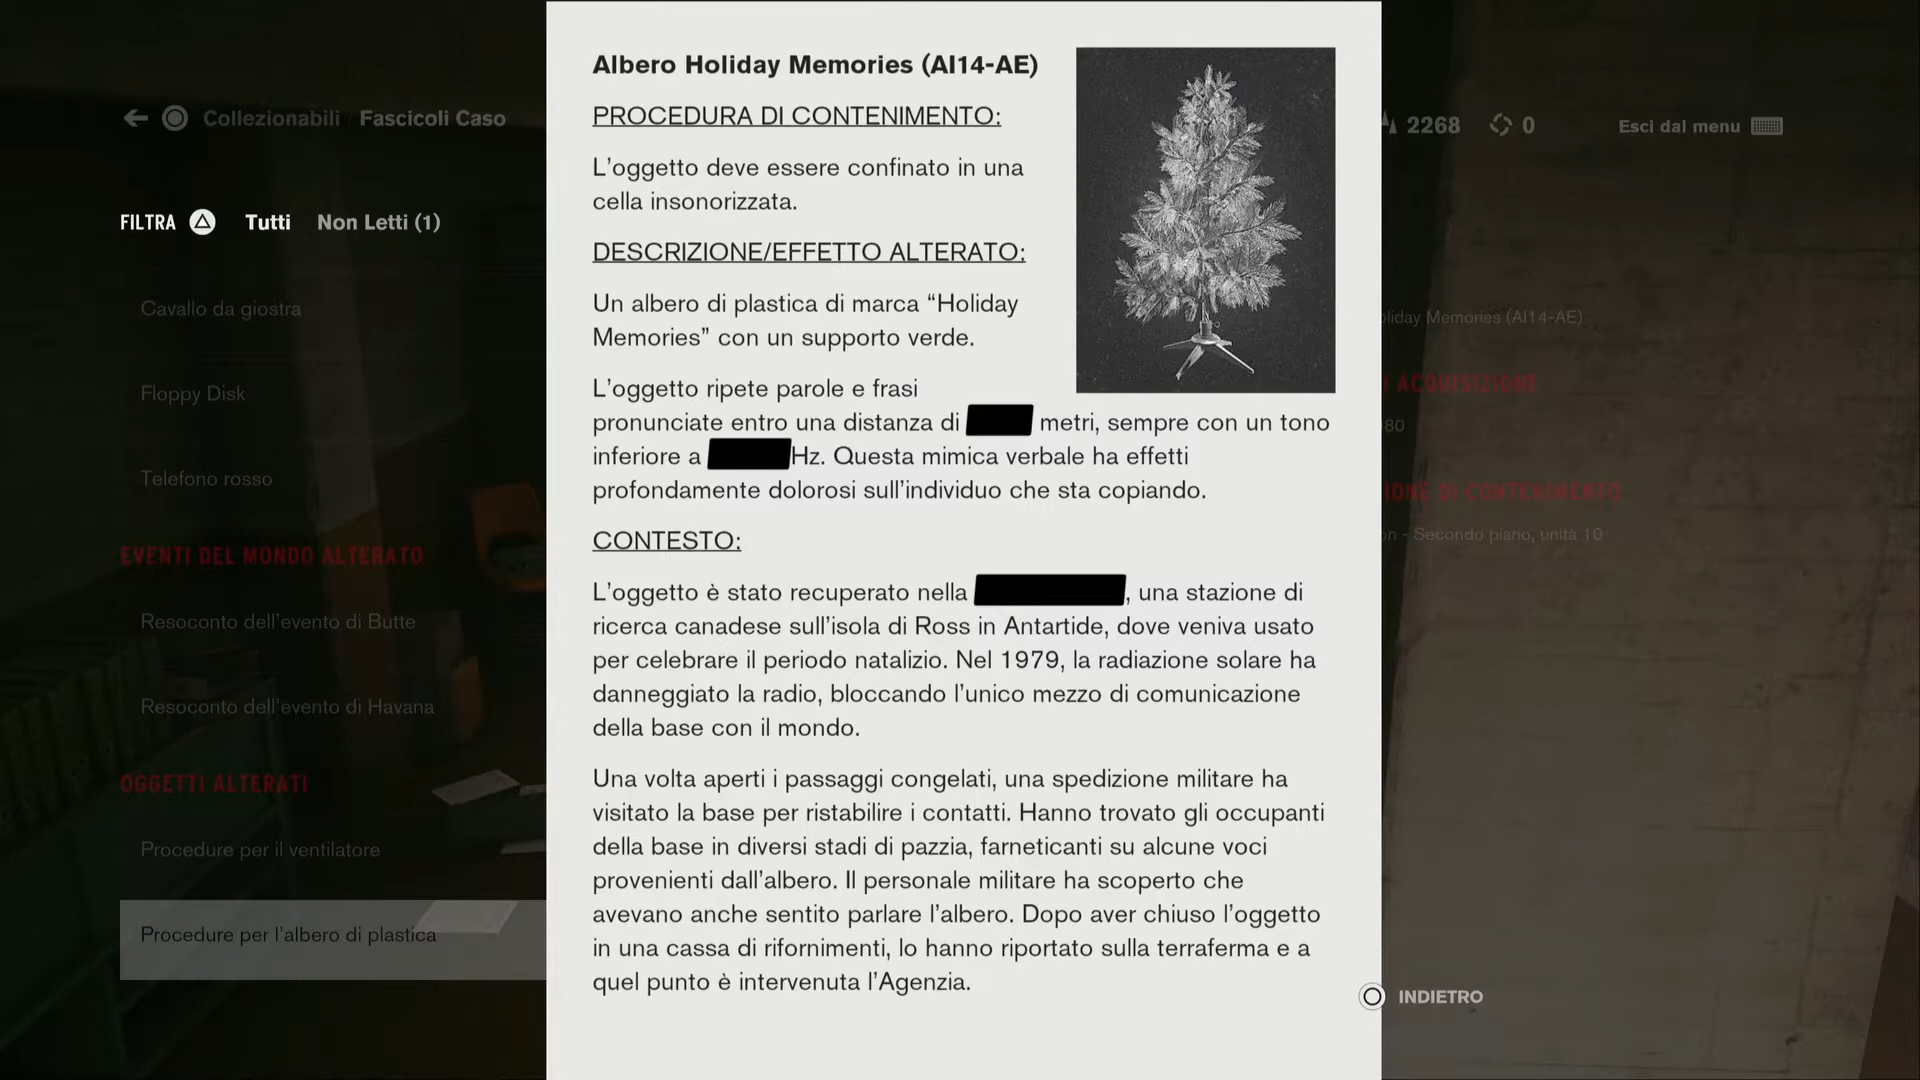 Collezionabili Fascicoli Caso
2268 0 Esci dal menu
FILTRA Tutti Non Letti (1)
Cavallo da giostra
Floppy Disk
Telefono rosso
EVENTI DEL MONDO ALTERATO
Resoconto dell'evento di Butte
Resoconto dell'evento di Havana
OGGETTI ALTERATI
Procedure per il ventilatore
Procedure per l'albero di plastica
Albero Holiday Memories (AI14-AE)
PROCEDURA DI CONTENIMENTO:
L'oggetto deve essere confinato in una
cella insonorizzata.
DESCRIZIONE/EFFETTO ALTERATO:
Un albero di plastica di marca “Holiday
Memories” con un supporto verde.
L'oggetto ripete parole e frasi
pronunciate entro una distanza di metri, sempre con un tono
inferiore a Hz. Questa mimica verbale ha effetti
profondamente dolorosi sull'individuo che sta copiando.
CONTESTO:
L'oggetto è stato recuperato nella , una stazione di
ricerca canadese sull'isola di Ross in Antartide, dove veniva usato
per celebrare il periodo natalizio. Nel 1979, la radiazione solare ha
danneggiato la radio, bloccando l'unico mezzo di comunicazione
della base con il mondo.
Una volta aperti i passaggi congelati, una spedizione militare ha
visitato la base per ristabilire i contatti. Hanno trovato gli occupanti
della base in diversi stadi di pazzia, farneticanti su alcune voci
provenienti dall'albero. Il personale militare ha scoperto che
avevano anche sentito parlare l'albero. Dopo aver chiuso l'oggetto
in una cassa di rifornimenti, lo hanno riportato sulla terraferma e a
quel punto è intervenuta l'Agenzia.
Memories (AI14-AE)
ACQUISIZIONE
80
DI CONTENIMENTO
- Secondo piano, unità 10
INDIETRO